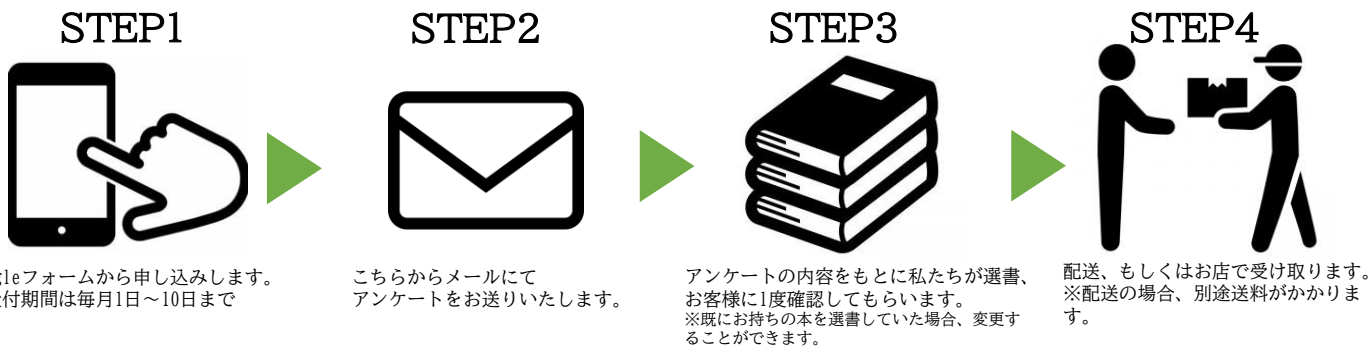 STEP1
STEP2
STEP3
STEP4
gleフォームから申し込みします。
付期間は毎月1日～10日まで
こちらからメールにて
アンケートをお送りいたします。
アンケートの内容をもとに私たちが選書、
お客様に1度確認してもらいます。
※既にお持ちの本を選書していた場合、変更す
ることができます。
配送、もしくはお店で受け取ります。
※配送の場合、別途送料がかかりま
す。